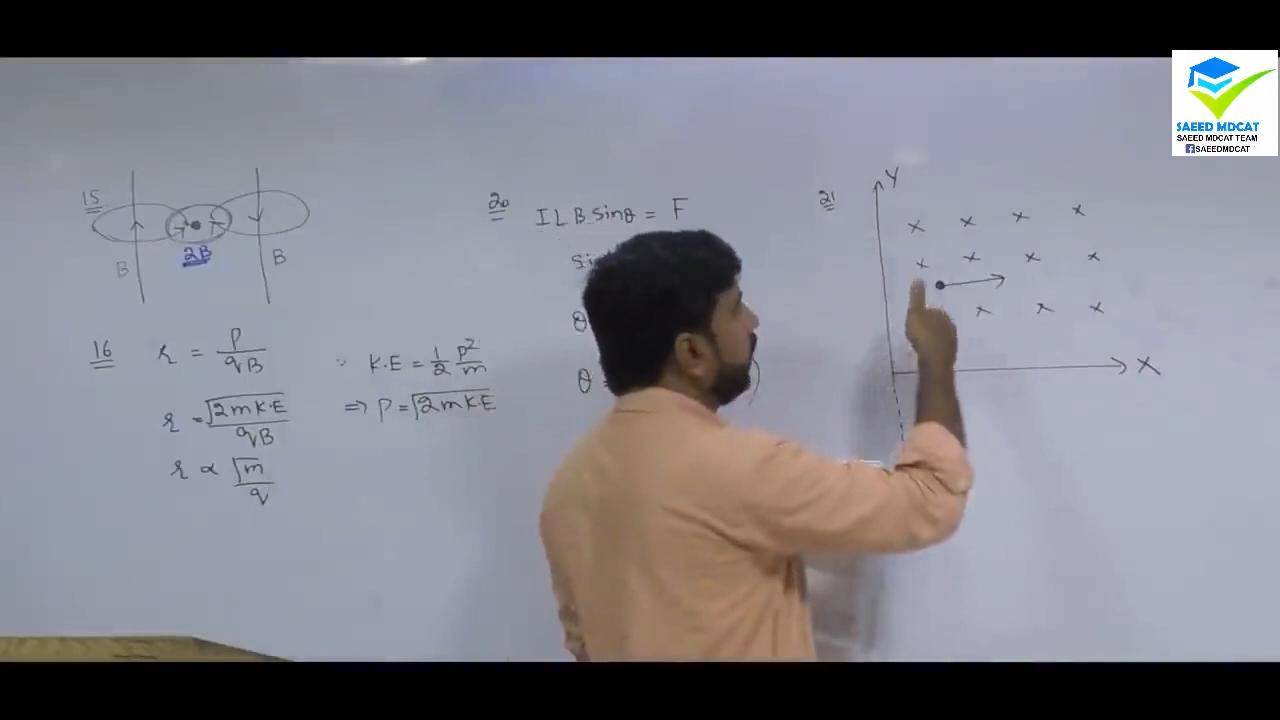 15
B
2B
B
16
r = P/qB
∵ K.E = 1/2 P²/m
r = √2mK.E/qB
⇒ P = √2mK.E
r ∝ √m/q
20
ILB sinθ = F
θ
θ =
21
Y
X
SAEED MDCAT
SAEED MDCAT TEAM
SAEEDMDCAT